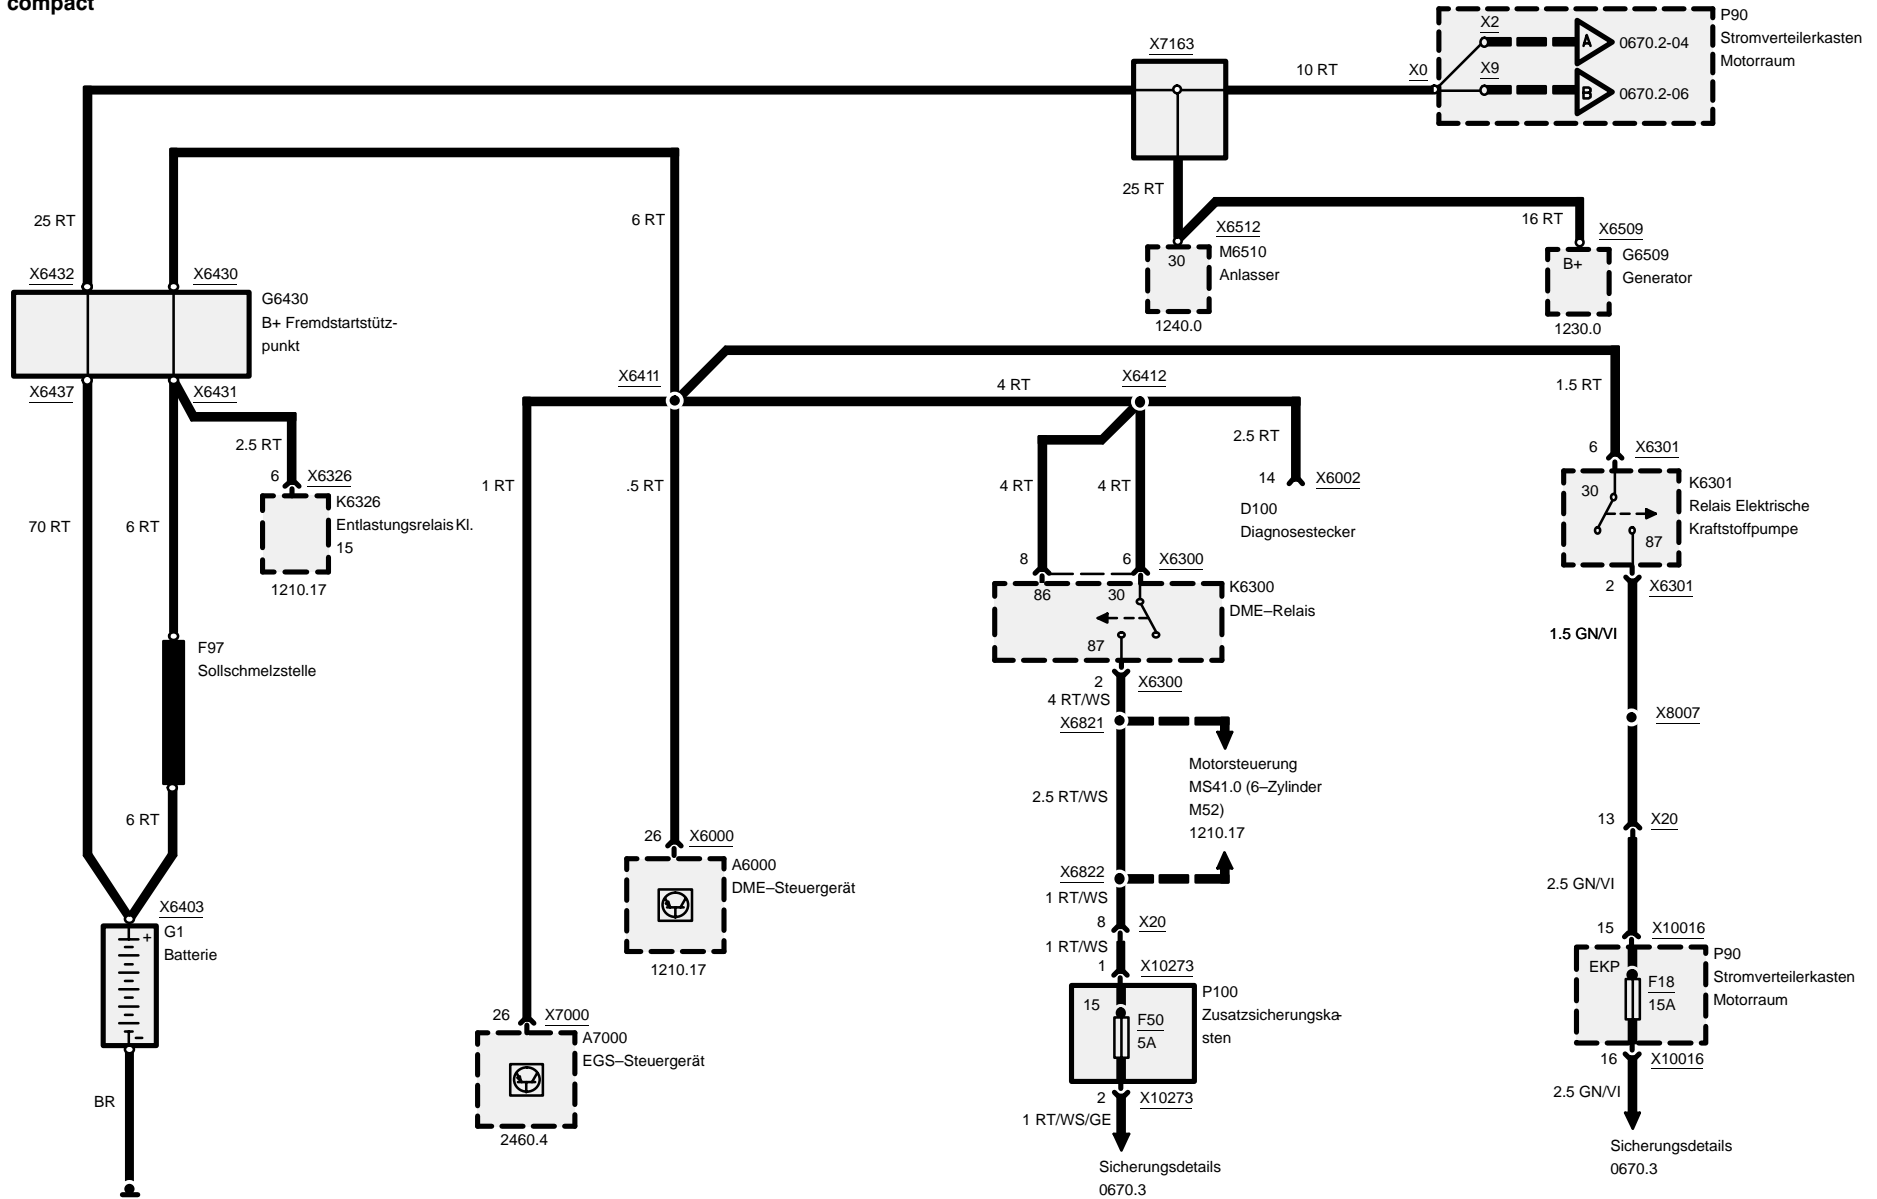 compact
P90
Stromverteilerkasten
Motorraum
X2
A
0670.2-04
X9
B
0670.2-06
X0
10 RT
X7163
25 RT
6 RT
25 RT
16 RT
X6512
M6510
Anlasser
30
1240.0
X6509
G6509
Generator
B+
1230.0
X6432
X6430
G6430
B+ Fremdstartstütz-
punkt
X6437
X6431
2.5 RT
6
X6326
K6326
Entlastungsrelais Kl.
15
1210.17
70 RT
6 RT
F97
Sollschmelzstelle
6 RT
X6403
G1
Batterie
+
-
BR
X6411
4 RT
X6412
1 RT
.5 RT
4 RT
4 RT
2.5 RT
14
X6002
D100
Diagnosestecker
1.5 RT
6
X6301
30
87
K6301
Relais Elektrische
Kraftstoffpumpe
2
X6301
1.5 GN/VI
X8007
13
X20
2.5 GN/VI
15
X10016
P90
Stromverteilerkasten
Motorraum
EKP
F18
15A
16
X10016
2.5 GN/VI
Sicherungsdetails
0670.3
8
6
X6300
86
30
87
K6300
DME–Relais
2
X6300
4 RT/WS
X6821
Motorsteuerung
MS41.0 (6–Zylinder
M52)
1210.17
2.5 RT/WS
X6822
1 RT/WS
8
X20
1 RT/WS
1
X10273
15
F50
5A
P100
Zusatzsicherungska-
sten
2
X10273
1 RT/WS/GE
Sicherungsdetails
0670.3
26
X6000
A6000
DME–Steuergerät
1210.17
26
X7000
A7000
EGS–Steuergerät
2460.4